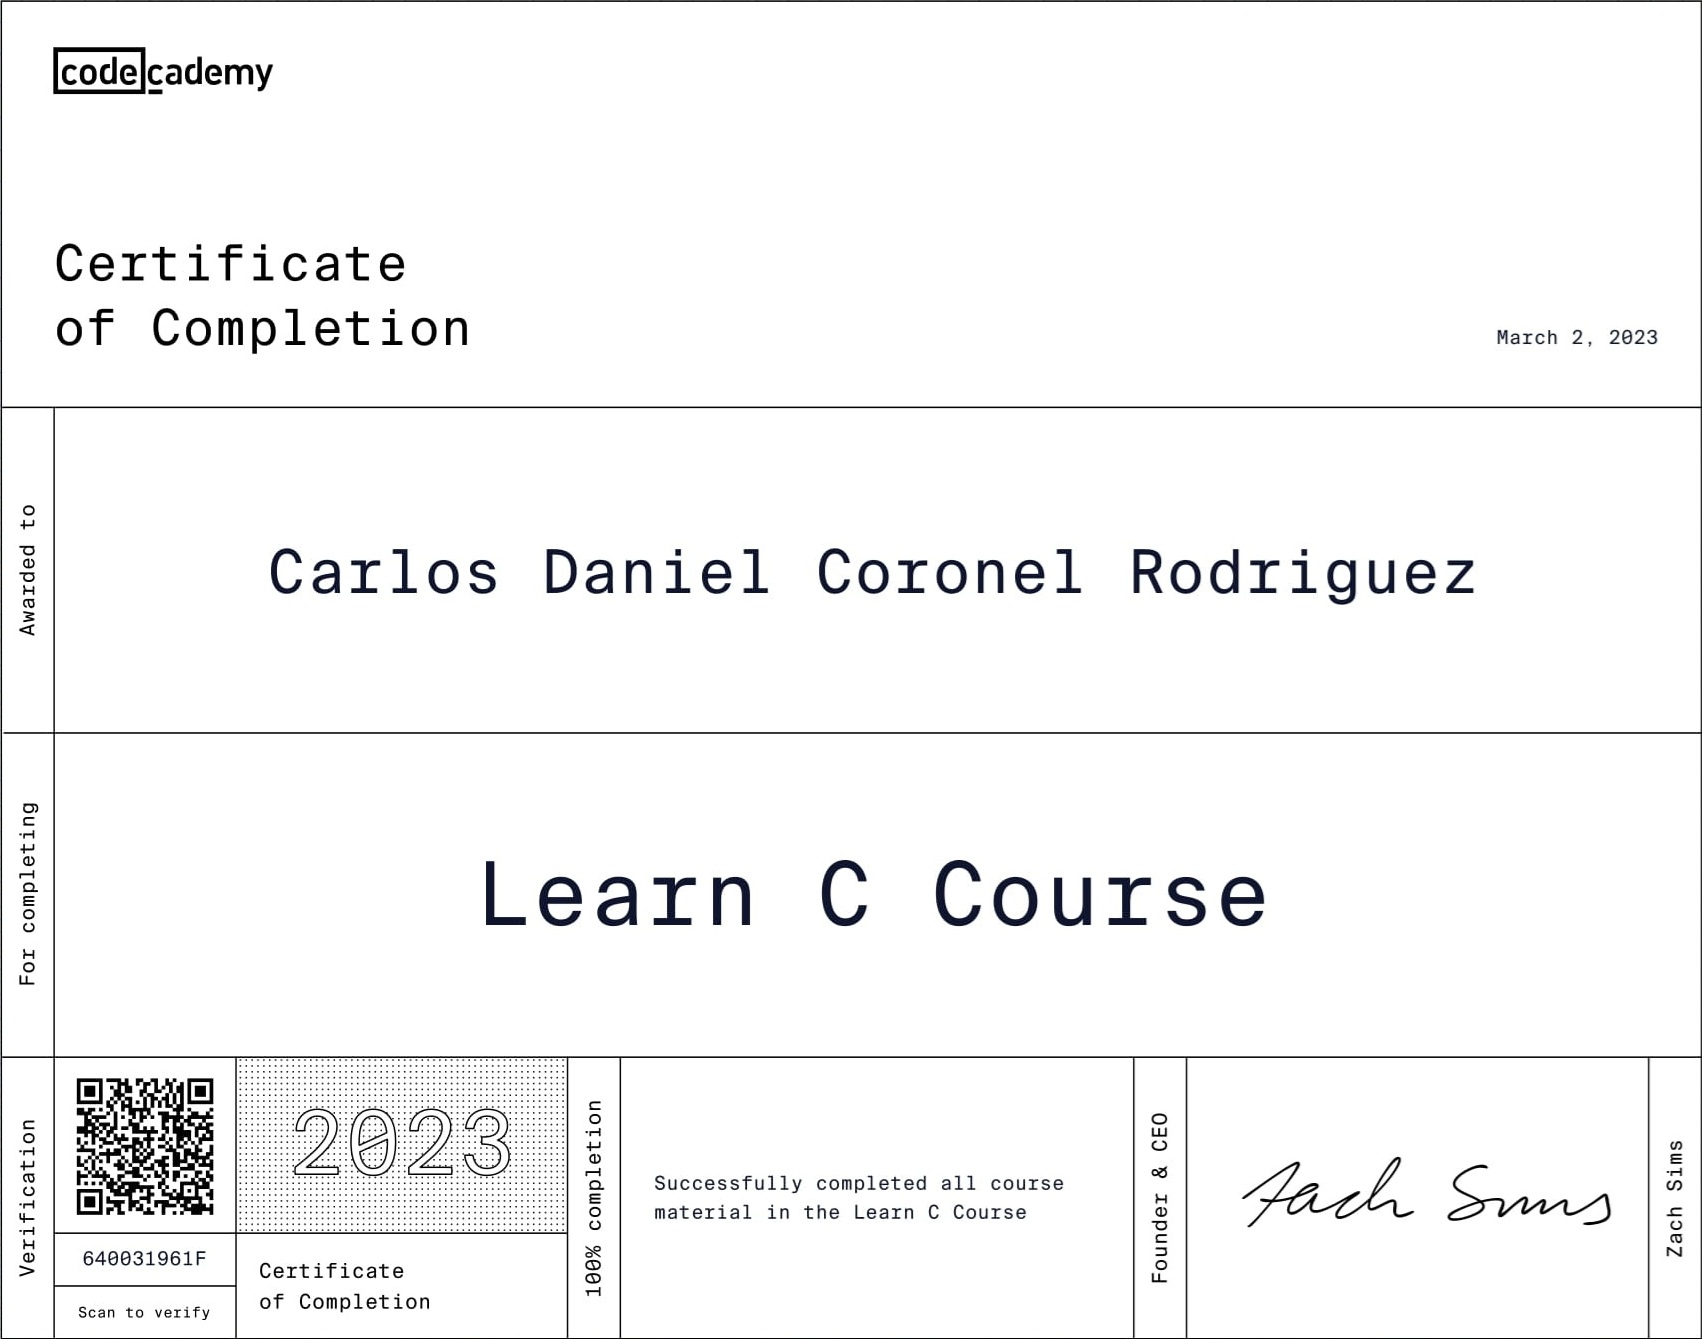 codecademy
Certificate
of Completion
March 2, 2023
Awarded to
Carlos Daniel Coronel Rodriguez
For completing
Learn C Course
Verification
640031961F
Scan to verify
2023
Certificate
of Completion
100% completion
Successfully completed all course
material in the Learn C Course
Founder & CEO
Zach Sims
Zach Sims